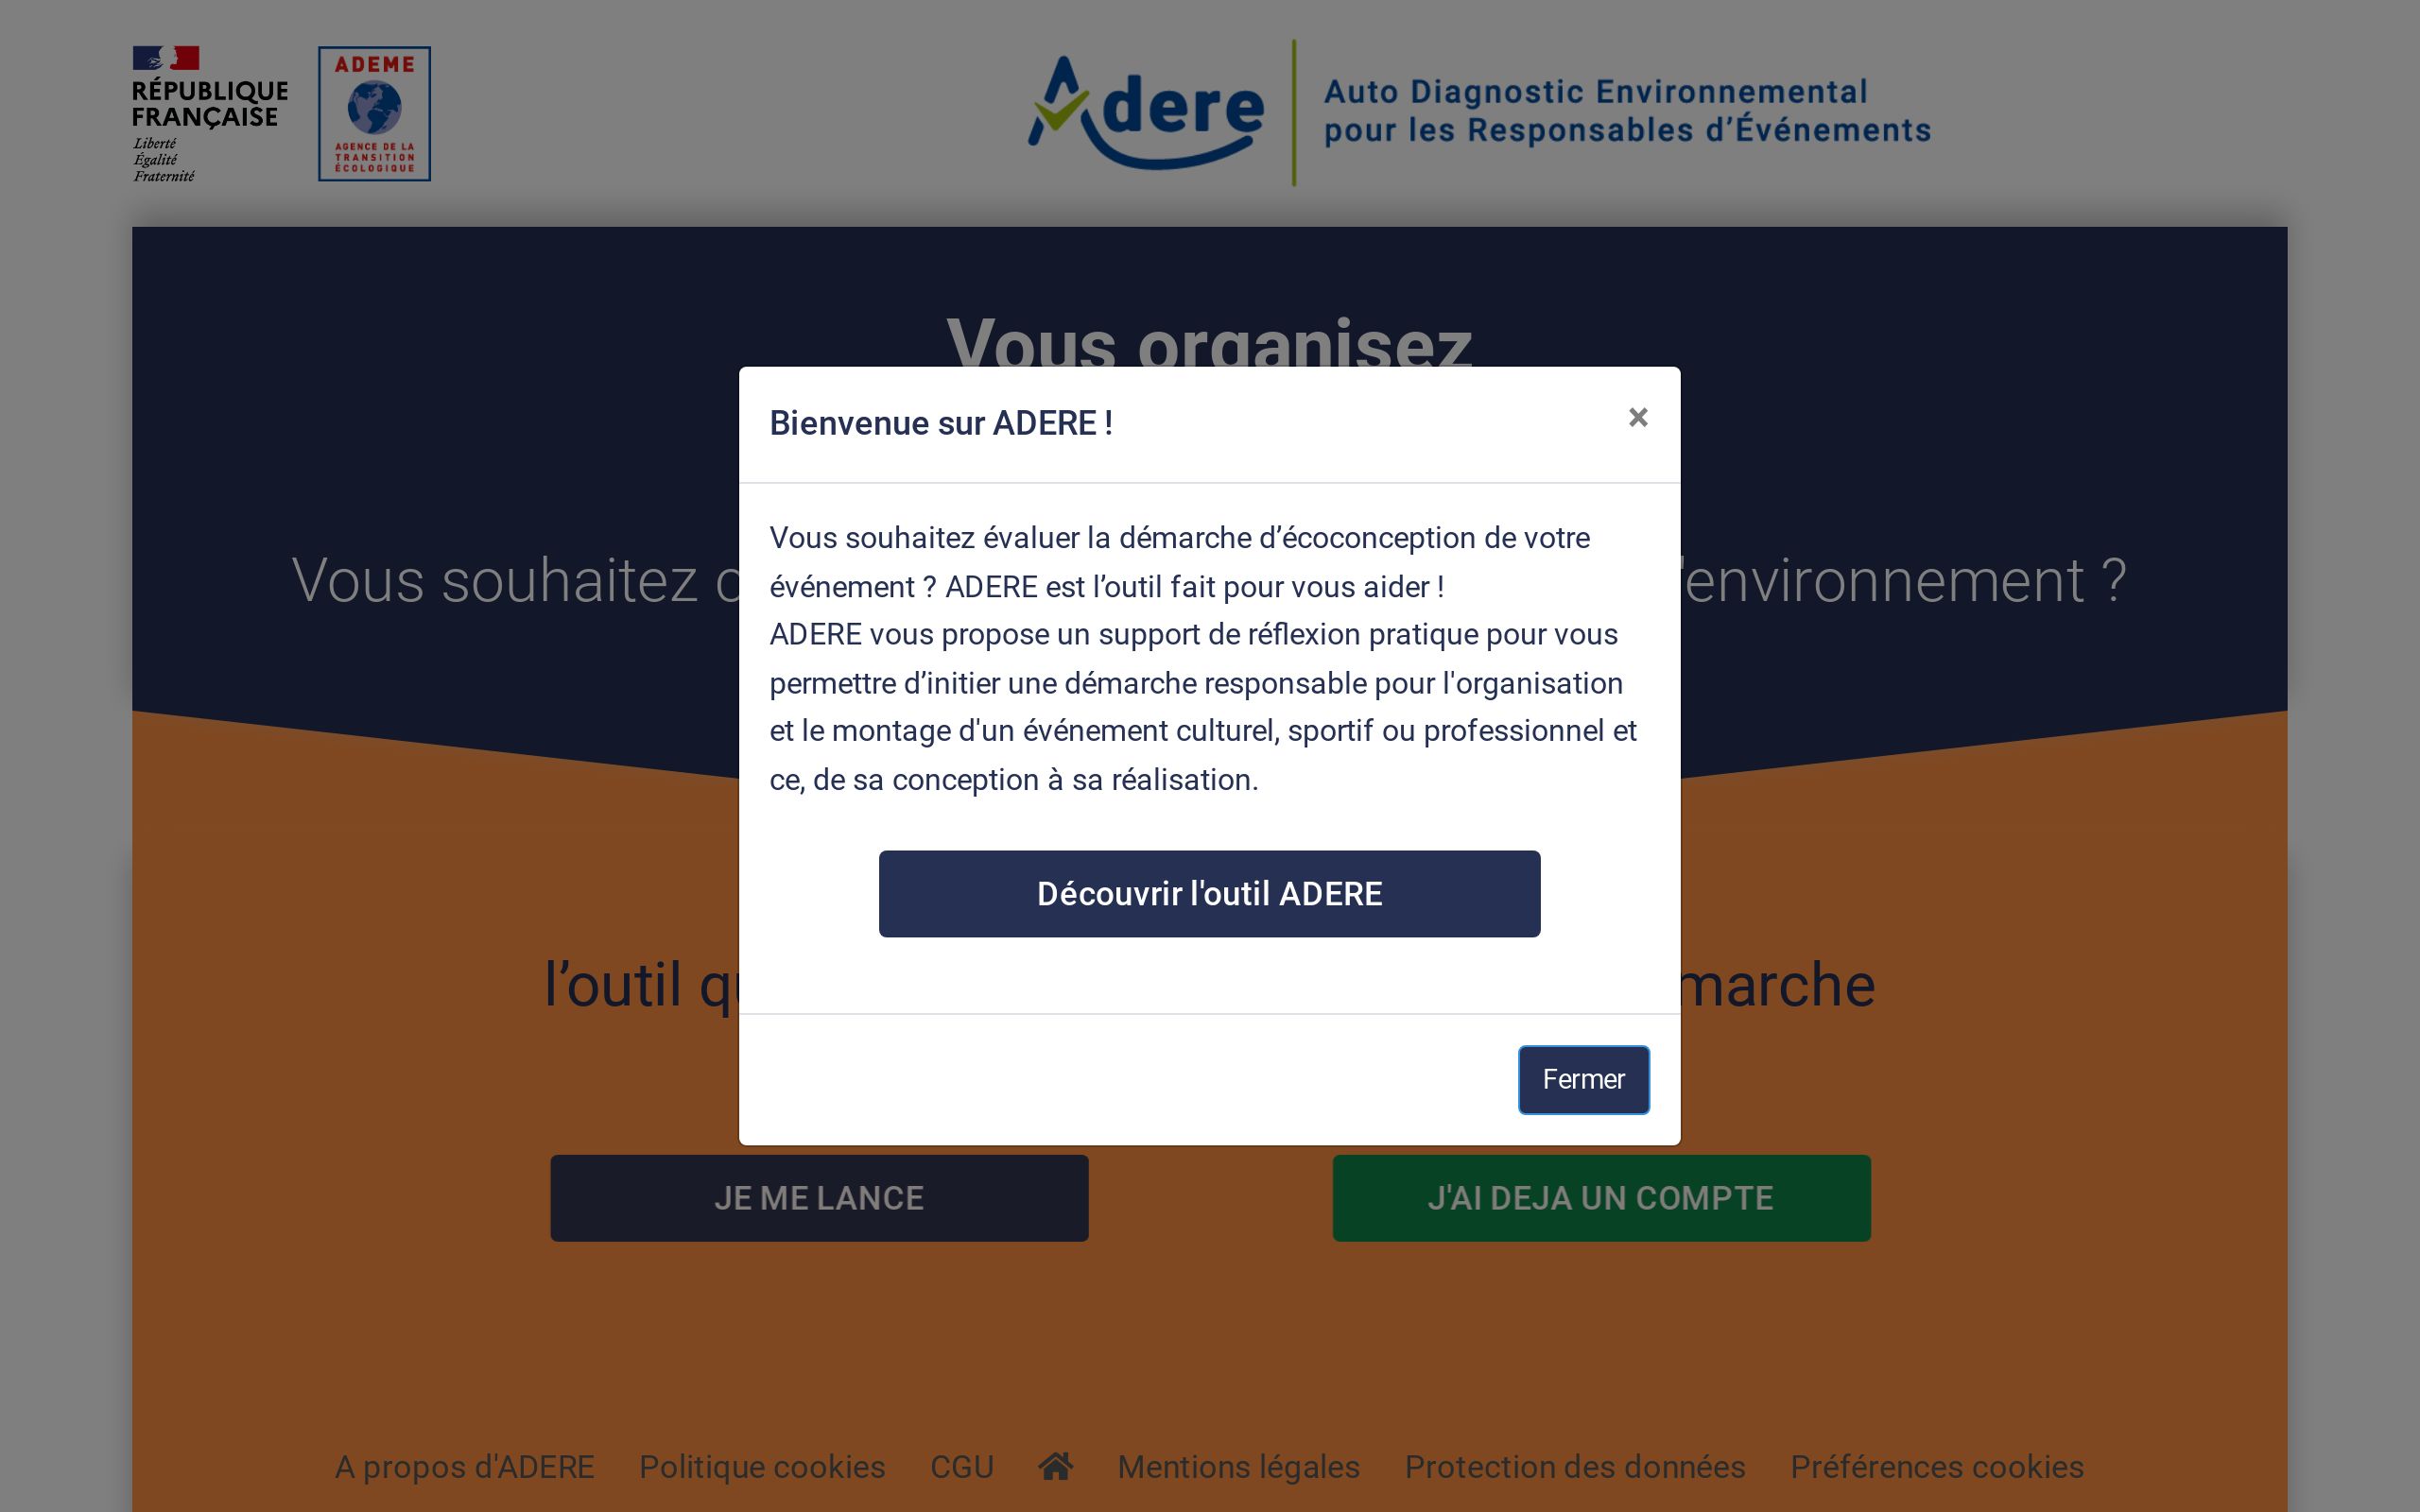 RÉPUBLIQUE
FRANÇAISE
Liberté
Égalité
Fraternité
ADEME
AGENCE DE LA
TRANSITION
ÉCOLOGIQUE
Adere
Auto Diagnostic Environnemental
pour les Responsables d’Événements
Vous organisez
Vous souhaitez
'environnement ?
Bienvenue sur ADERE !
×
Vous souhaitez évaluer la démarche d’écoconception de votre
événement ? ADERE est l’outil fait pour vous aider !
ADERE vous propose un support de réflexion pratique pour vous
permettre d’initier une démarche responsable pour l'organisation
et le montage d'un événement culturel, sportif ou professionnel et
ce, de sa conception à sa réalisation.
Découvrir l'outil ADERE
Fermer
l’outil
marche
JE ME LANCE
J'AI DEJA UN COMPTE
A propos d'ADERE
Politique cookies
CGU
Mentions légales
Protection des données
Préférences cookies